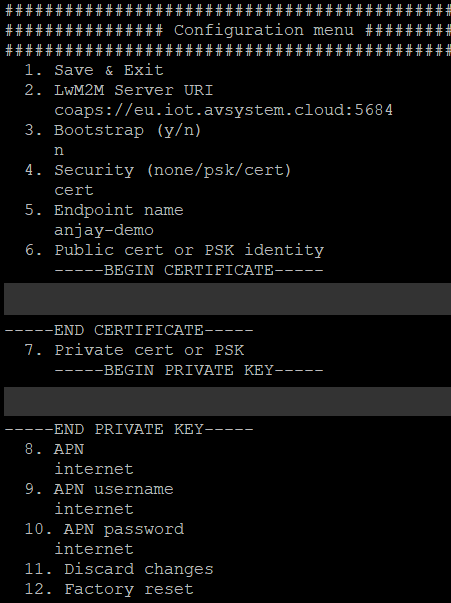 #############################################
################ Configuration menu #########
#############################################
1. Save & Exit
2. LwM2M Server URI
coaps://eu.iot.avsystem.cloud:5684
3. Bootstrap (y/n)
n
4. Security (none/psk/cert)
cert
5. Endpoint name
anjay-demo
6. Public cert or PSK identity
-----BEGIN CERTIFICATE-----
-----END CERTIFICATE-----
7. Private cert or PSK
-----BEGIN PRIVATE KEY-----
-----END PRIVATE KEY-----
8. APN
internet
9. APN username
internet
10. APN password
internet
11. Discard changes
12. Factory reset